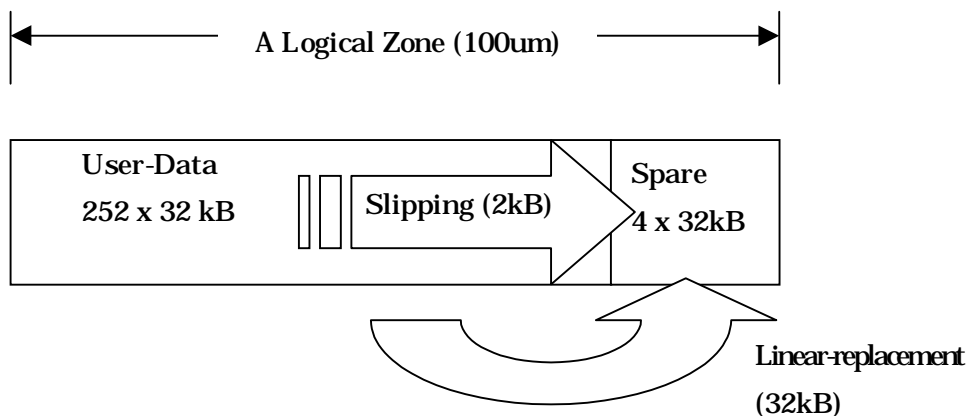 A Logical Zone (100um)
User-Data
252 x 32 kB
Slipping (2kB)
Spare
4 x 32kB
Linear-replacement
(32kB)